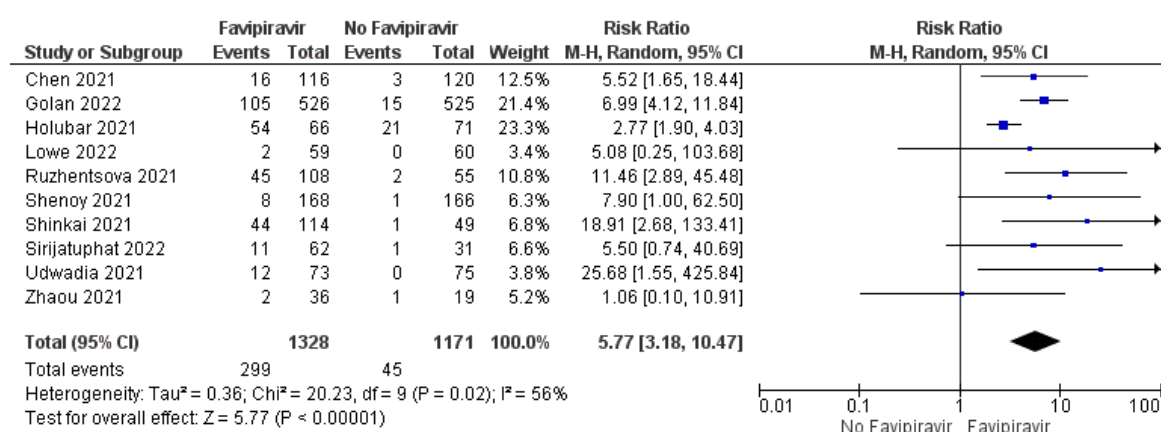 Favipiravir No Favipiravir Risk Ratio Risk Ratio
Study or Subgroup Events Total Events Total Weight M-H, Random, 95% CI M-H, Random, 95% CI
Chen 2021 16 116 3 120 12.5% 5.52 [1.65, 18.44]
Golan 2022 105 526 15 525 21.4% 6.99 [4.12, 11.84]
Holubar 2021 54 66 21 71 23.3% 2.77 [1.90, 4.03]
Lowe 2022 2 59 0 60 3.4% 5.08 [0.25, 103.68]
Ruzhentsova 2021 45 108 2 55 10.8% 11.46 [2.89, 45.48]
Shenoy 2021 8 168 1 166 6.3% 7.90 [1.00, 62.50]
Shinkai 2021 44 114 1 49 6.8% 18.91 [2.68, 133.41]
Sirijatuphat 2022 11 62 1 31 6.6% 5.50 [0.74, 40.69]
Udwadia 2021 12 73 0 75 3.8% 25.68 [1.55, 425.84]
Zhaou 2021 2 36 1 19 5.2% 1.06 [0.10, 10.91]
Total (95% CI) 1328 1171 100.0% 5.77 [3.18, 10.47]
Total events 299 45
Heterogeneity: Tau² = 0.36; Chi² = 20.23, df = 9 (P = 0.02); I² = 56%
Test for overall effect: Z = 5.77 (P < 0.00001)
0.01 0.1 1 10 100
No Favipiravir Favipiravir